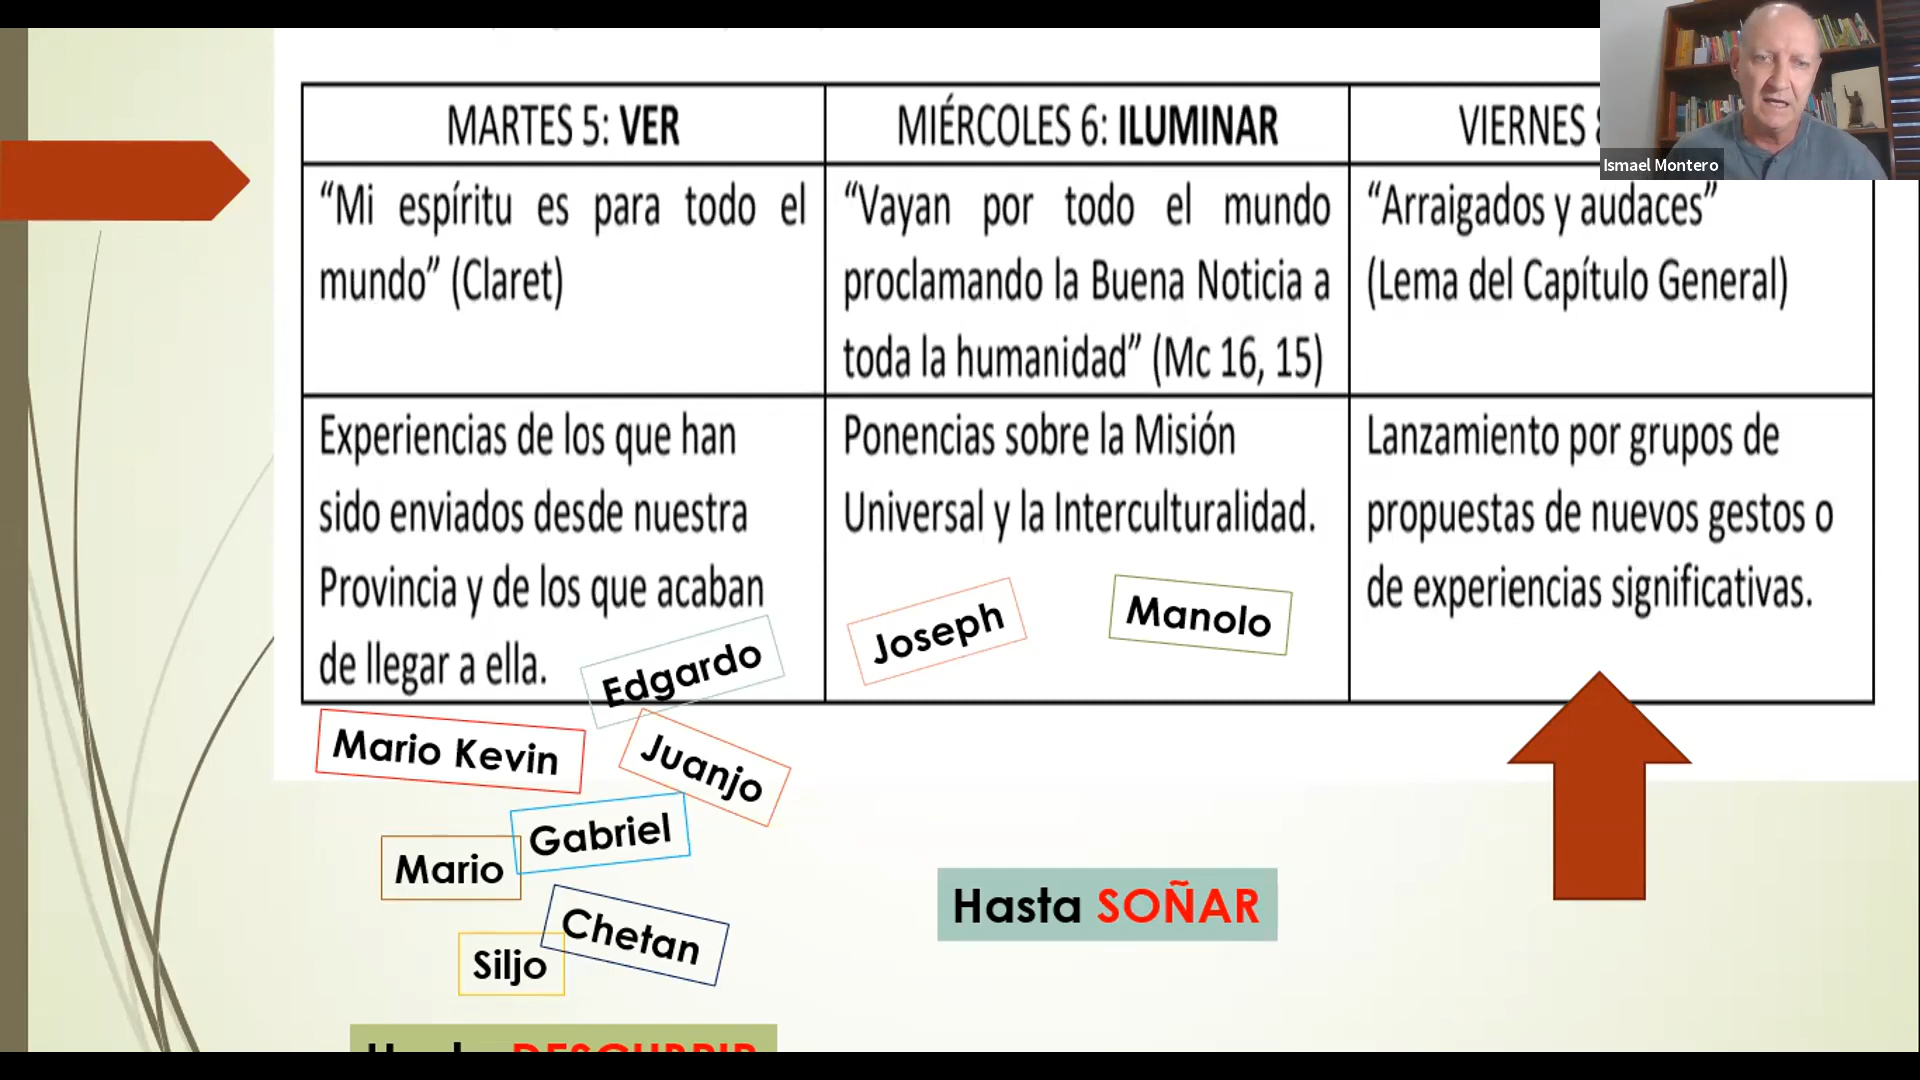 MARTES 5: VER
MIÉRCOLES 6: ILUMINAR
VIERNES
Ismael Montero
“Mi espíritu es para todo el
mundo” (Claret)
“Vayan por todo el mundo
proclamando la Buena Noticia a
toda la humanidad” (Mc 16, 15)
“Arraigados y audaces”
(Lema del Capítulo General)
Experiencias de los que han
sido enviados desde nuestra
Provincia y de los que acaban
de llegar a ella.
Ponencias sobre la Misión
Universal y la Interculturalidad.
Lanzamiento por grupos de
propuestas de nuevos gestos o
de experiencias significativas.
Edgardo
Joseph
Manolo
Mario Kevin
Juanjo
Gabriel
Mario
Chetan
Siljo
Hasta SOÑAR
Hasta DESCUBRIR